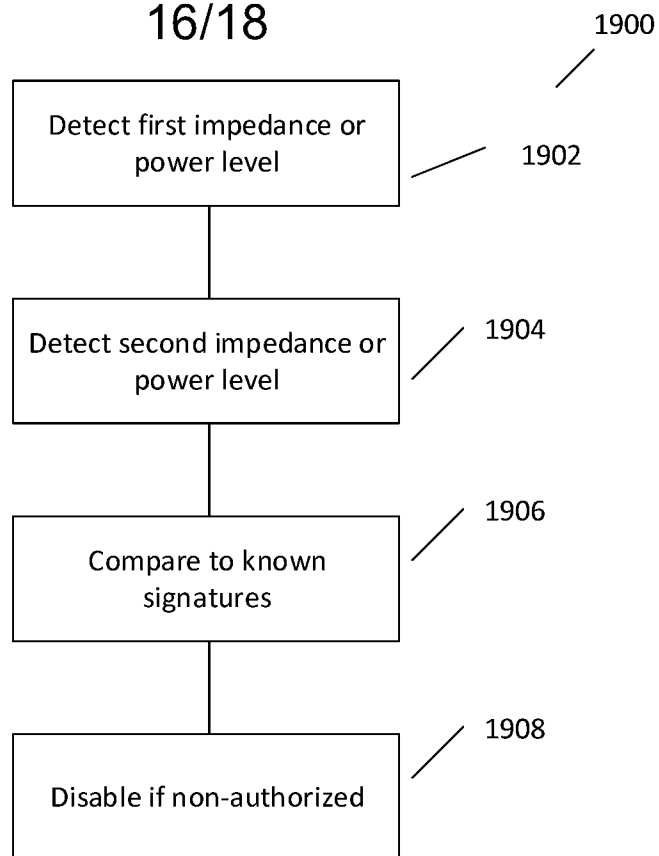 16/18
1900
Detect first impedance or
power level
1902
Detect second impedance or
power level
1904
Compare to known
signatures
1906
Disable if non-authorized
1908